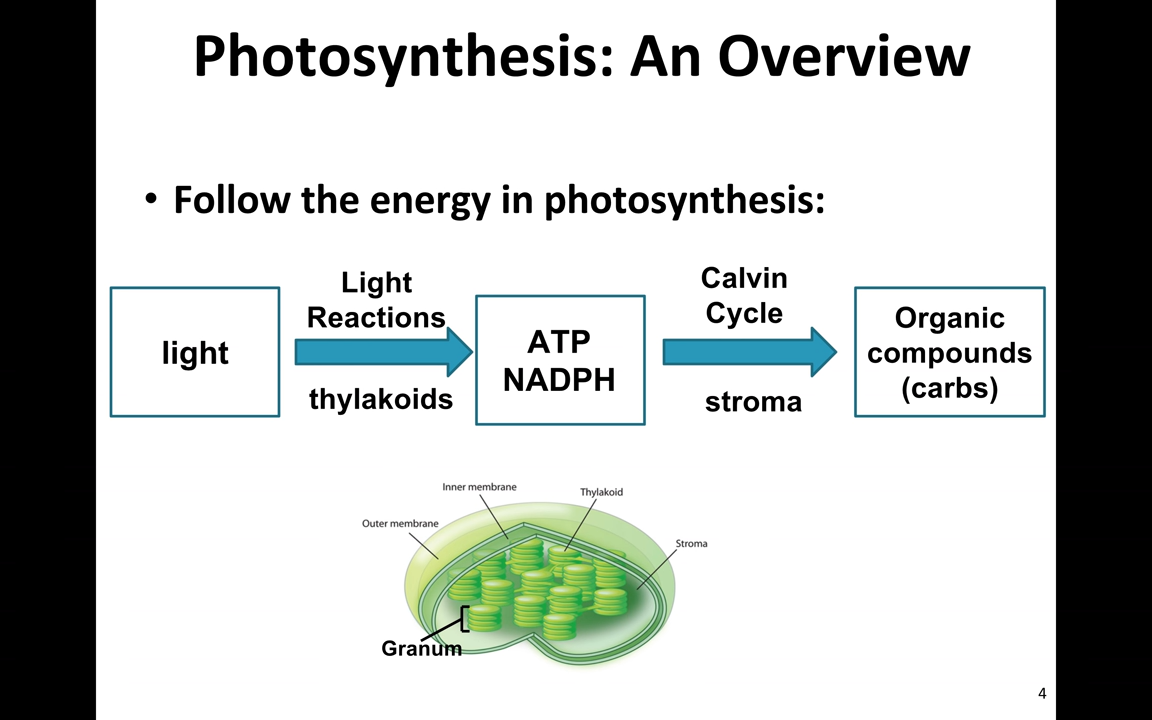 Photosynthesis: An Overview
• Follow the energy in photosynthesis:
light
Light
Reactions
thylakoids
ATP
NADPH
Calvin
Cycle
stroma
Organic
compounds
(carbs)
Inner membrane
Thylakoid
Outer membrane
Stroma
Granum
4